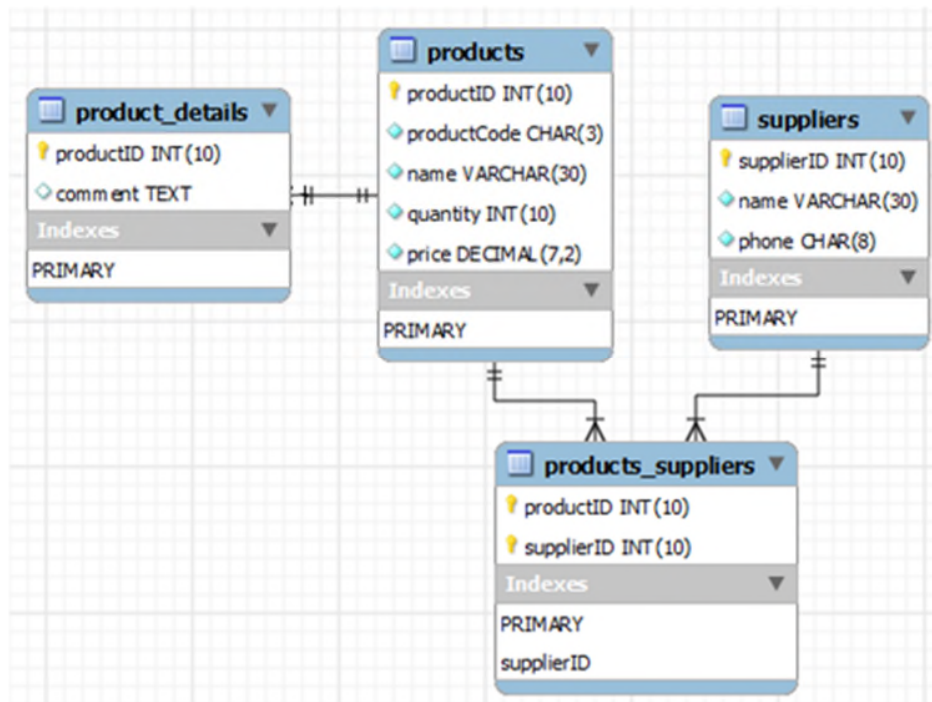 product_details
productID INT(10)
comment TEXT
Indexes
PRIMARY
products
productID INT(10)
productCode CHAR(3)
name VARCHAR(30)
quantity INT(10)
price DECIMAL(7,2)
Indexes
PRIMARY
suppliers
supplierID INT(10)
name VARCHAR(30)
phone CHAR(8)
Indexes
PRIMARY
products_suppliers
productID INT(10)
supplierID INT(10)
Indexes
PRIMARY
supplierID